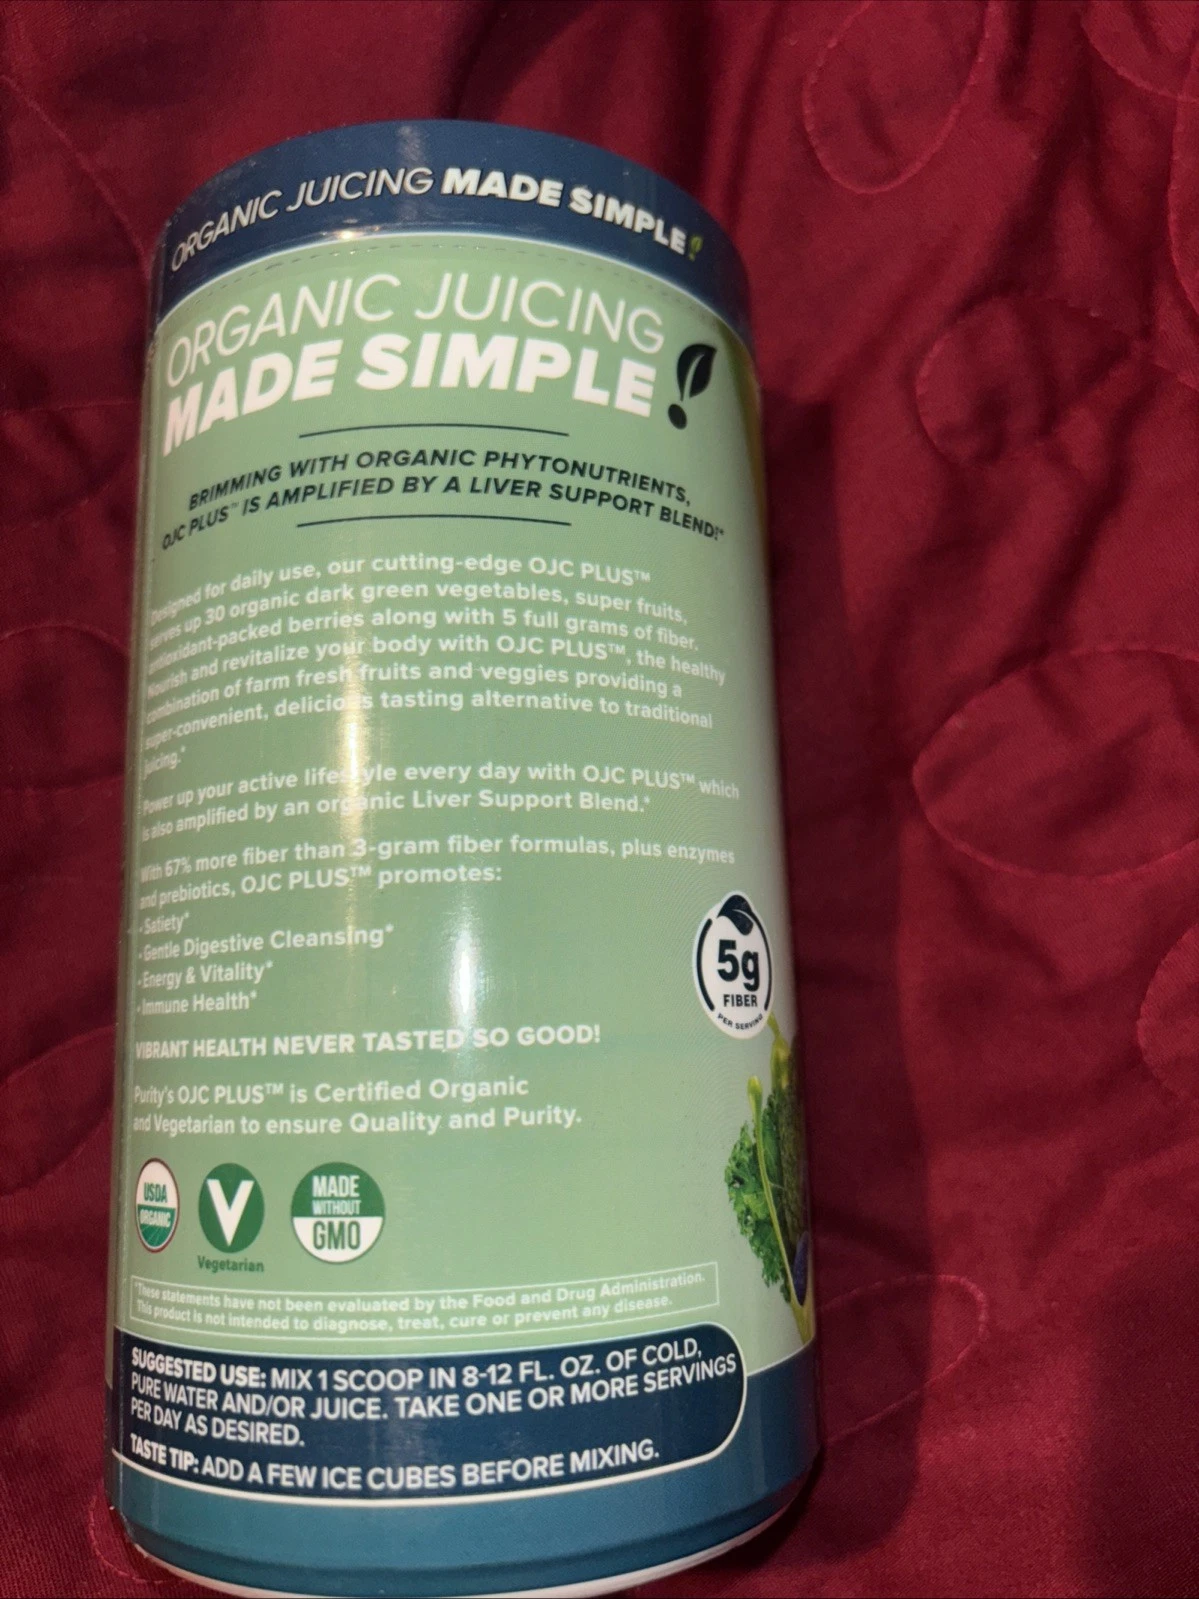 ORGANIC JUICING MADE SIMPLE!
ORGANIC JUICING
MADE SIMPLE!
BRIMMING WITH ORGANIC PHYTONUTRIENTS,
OJC PLUS™ IS AMPLIFIED BY A LIVER SUPPORT BLEND!*
Designed for daily use, our cutting-edge OJC PLUS™
serves up 30 organic dark green vegetables, super fruits,
antioxidant-packed berries along with 5 full grams of fiber.
Nourish and revitalize your body with OJC PLUS™, the healthy
combination of farm fresh fruits and veggies providing a
super-convenient, delicious tasting alternative to traditional
juicing.*
Power up your active lifestyle every day with OJC PLUS™ which
is also amplified by an organic Liver Support Blend.*
With 67% more fiber than 3-gram fiber formulas, plus enzymes
and prebiotics, OJC PLUS™ promotes:
- Satiety*
- Gentle Digestive Cleansing*
- Energy & Vitality*
- Immune Health*
5g
FIBER
PER SERVING
VIBRANT HEALTH NEVER TASTED SO GOOD!
Purity's OJC PLUS™ is Certified Organic
and Vegetarian to ensure Quality and Purity.
USDA
ORGANIC
V
Vegetarian
MADE
WITHOUT
GMO
*These statements have not been evaluated by the Food and Drug Administration.
This product is not intended to diagnose, treat, cure or prevent any disease.
SUGGESTED USE: MIX 1 SCOOP IN 8-12 FL. OZ. OF COLD,
PURE WATER AND/OR JUICE. TAKE ONE OR MORE SERVINGS
PER DAY AS DESIRED.
TASTE TIP: ADD A FEW ICE CUBES BEFORE MIXING.